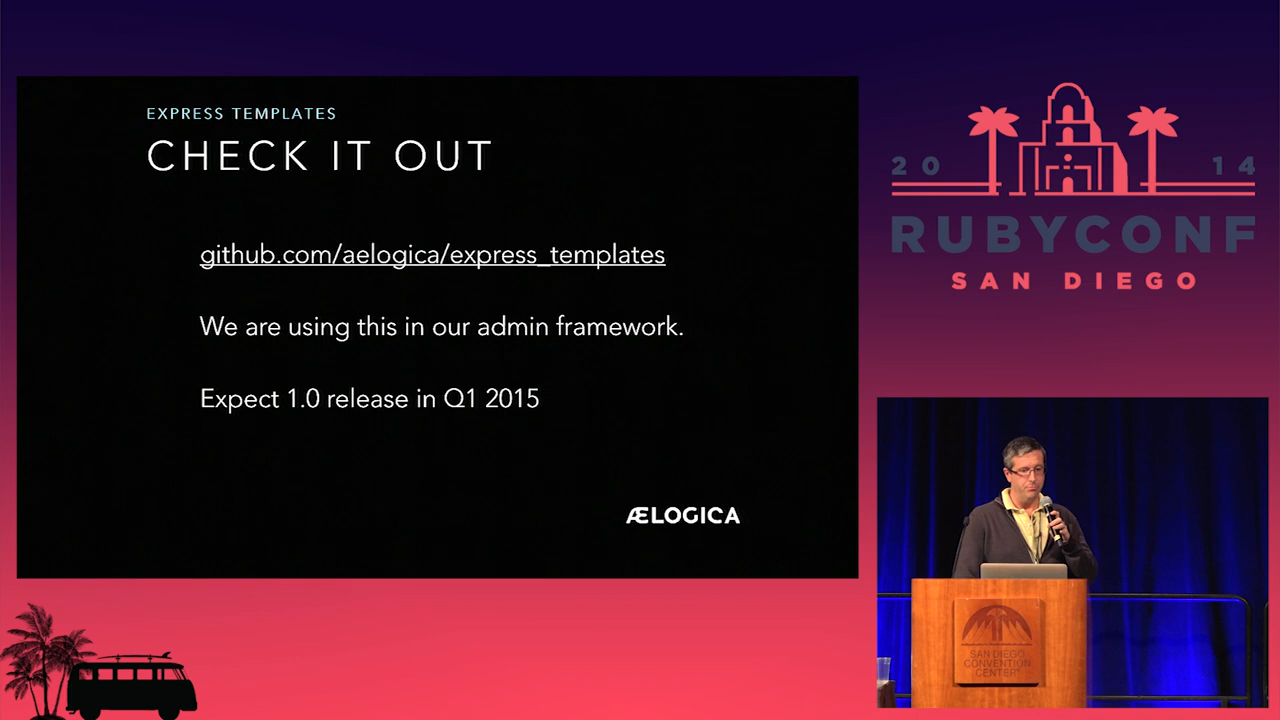 EXPRESS TEMPLATES
CHECK IT OUT
github.com/aelogica/express_templates
We are using this in our admin framework.
Expect 1.0 release in Q1 2015
ÆLOGICA
20 14
RUBYCONF
SAN DIEGO
SAN DIEGO
CONVENTION
CENTER